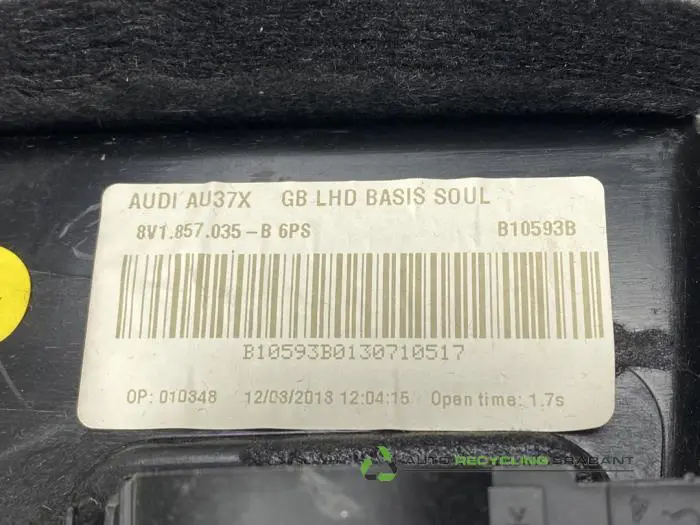 AUDI AU37X GB LHD BASIS SOUL
8V1.857.035-B 6PS B10593B
B10593B0130710517
OP: 010348 12/03/2013 12:04:15 Open time: 1.7s
AUTO RECYCLING BRABANT